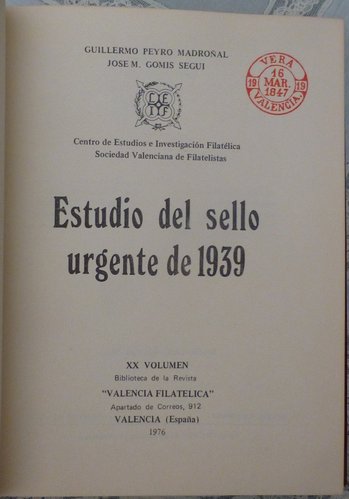 GUILLERMO PEYRO MADROÑAL
JOSE M. GOMIS SEGUI
VERA
16
19 MAR. 19
1847
VALENCIA
Centro de Estudios e Investigación Filatélica
Sociedad Valenciana de Filatelistas
Estudio del sello
urgente de 1939
XX VOLUMEN
Biblioteca de la Revista
"VALENCIA FILATELICA"
Apartado de Correos, 912
VALENCIA (España)
1976